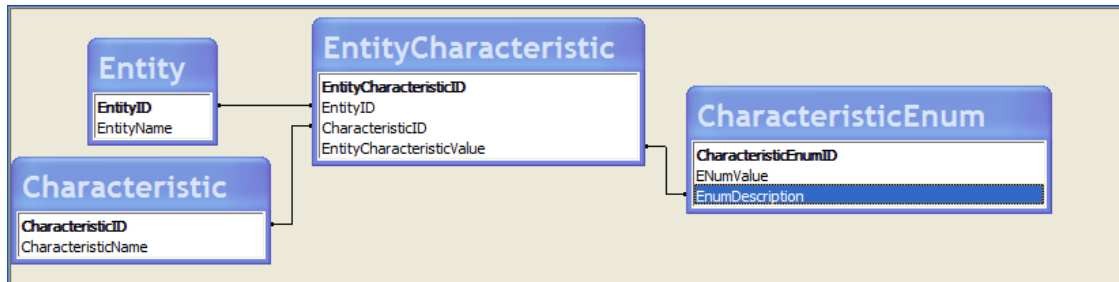 Entity
EntityID
EntityName
EntityCharacteristic
EntityCharacteristicID
EntityID
CharacteristicID
EntityCharacteristicValue
CharacteristicEnum
CharacteristicEnumID
ENumValue
EnumDescription
Characteristic
CharacteristicID
CharacteristicName